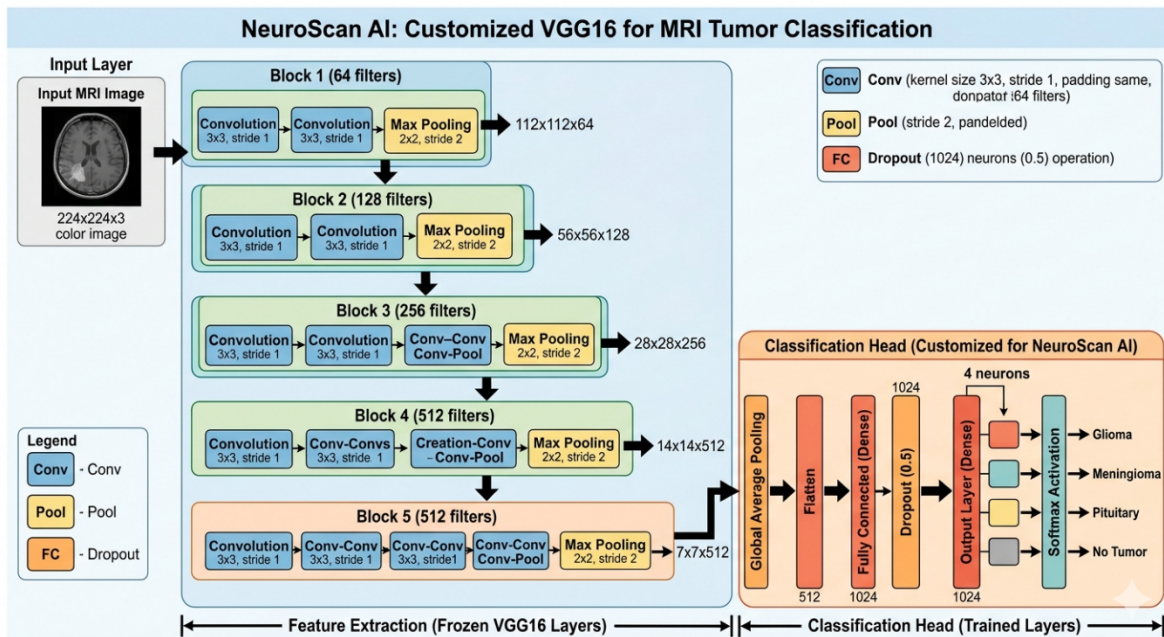 NeuroScan AI: Customized VGG16 for MRI Tumor Classification
Input Layer
Input MRI Image
224x224x3
color image
Block 1 (64 filters)
Convolution
3x3, stride 1
Convolution
3x3, stride 1
Max Pooling
2x2, stride 2
112x112x64
Block 2 (128 filters)
Convolution
3x3, stride 1
Convolution
3x3, stride 1
Max Pooling
2x2, stride 2
56x56x128
Block 3 (256 filters)
Convolution
3x3, stride 1
Convolution
3x3, stride 1
Conv–Conv
Conv-Pool
Max Pooling
2x2, stride 2
28x28x256
Block 4 (512 filters)
Convolution
3x3, stride 1
Conv-Convs
3x3, stride 1
Creation-Conv
- Conv-Pool
Max Pooling
2x2, stride 2
14x14x512
Block 5 (512 filters)
Convolution
3x3, stride 1
Conv-Conv
3x3, stride 1
Conv-Conv
3x3, stride1
Conv-Conv
Conv-Pool
Max Pooling
2x2, stride 2
7x7x512
Conv
Conv (kernel size 3x3, stride 1, padding same,
filters)
Pool
Pool (stride 2, pandelded)
FC
Dropout (1024) neurons (0.5) operation)
Legend
Conv - Conv
Pool - Pool
FC - Dropout
Classification Head (Customized for NeuroScan AI)
Global Average Pooling
Flatten
512
Fully Connected (Dense)
1024
1024
Dropout (0.5)
Output Layer (Dense)
1024
4 neurons
Softmax Activation
Glioma
Meningioma
Pituitary
No Tumor
Feature Extraction (Frozen VGG16 Layers)
Classification Head (Trained Layers)